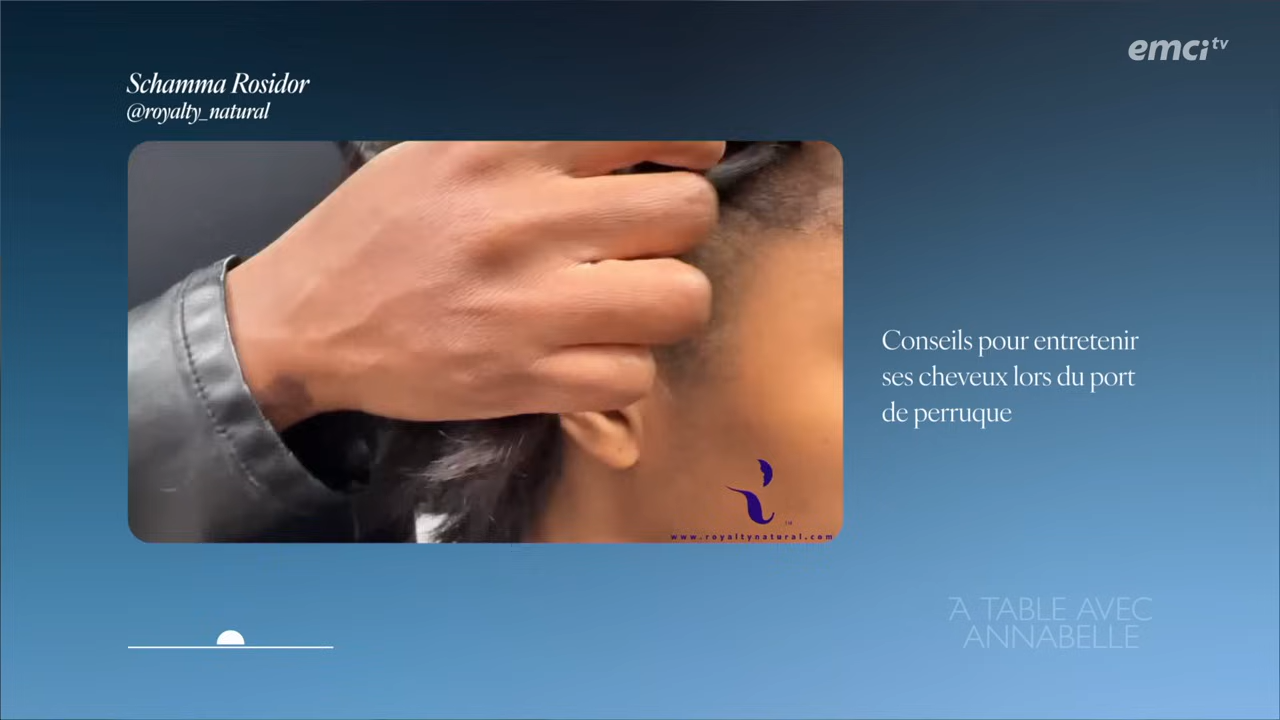 emci tv
Schamma Rosidor
@royalty_natural
Conseils pour entretenir
ses cheveux lors du port
de perruque
TM
www.royaltynatural.com
À TABLE AVEC
ANNABELLE